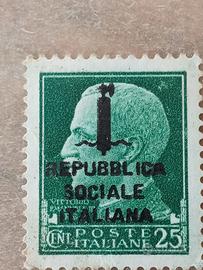 REPUBBLICA
SOCIALE
ITALIANA
VITTORIO
CENT. POSTE 25
ITALIANE